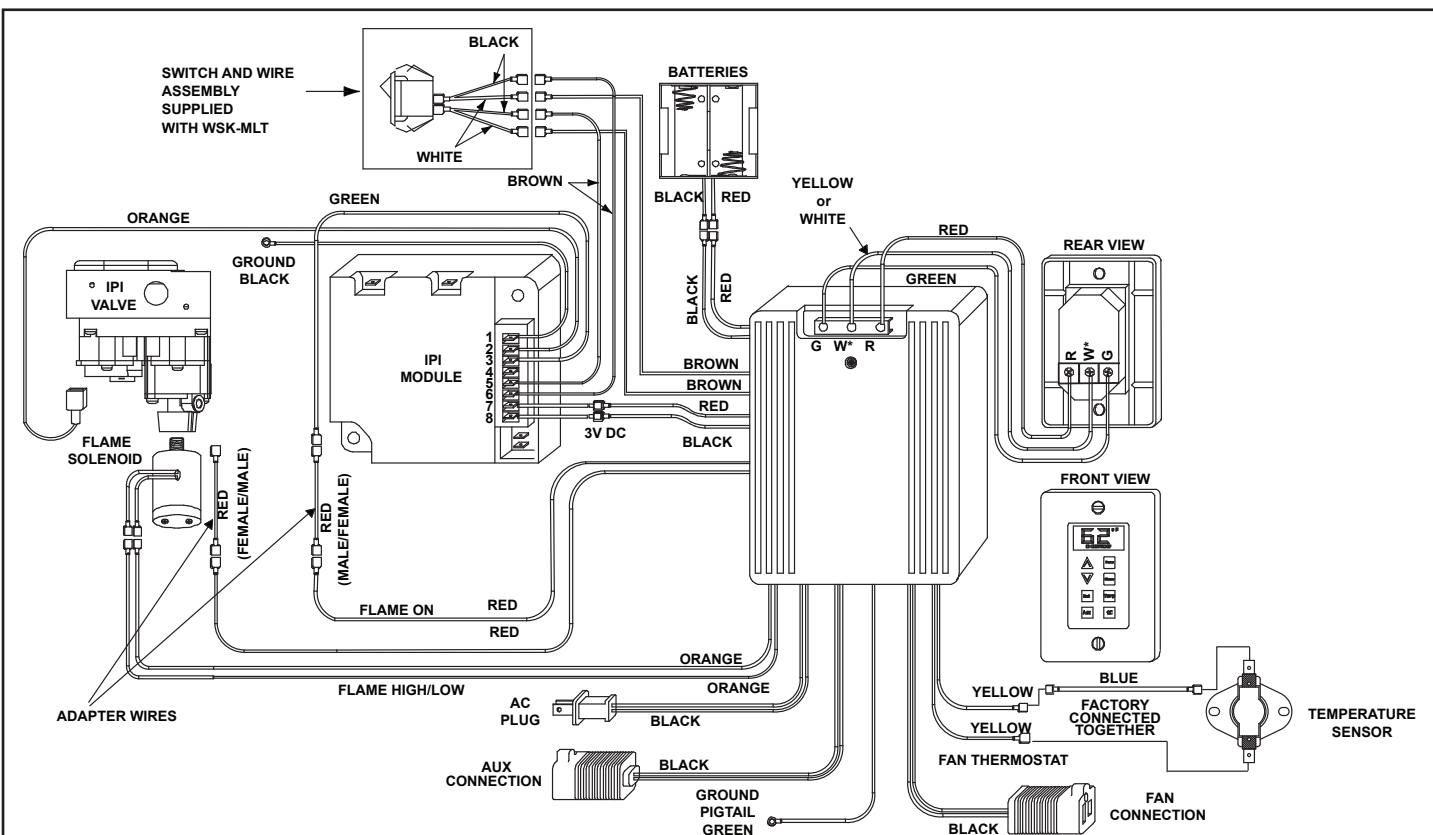 BLACK
SWITCH AND WIRE
ASSEMBLY
SUPPLIED
WITH WSK-MLT
WHITE
BATTERIES
BROWN
BLACK
RED
YELLOW
or
WHITE
GREEN
ORANGE
RED
REAR VIEW
GROUND
BLACK
GREEN
BLACK
RED
IPI
VALVE
G W* R
R
W*
G
1
2
3
4
5
6
7
8
IPI
MODULE
BROWN
BROWN
RED
3V DC
BLACK
FLAME
SOLENOID
RED
(FEMALE/MALE)
RED
(MALE/FEMALE)
FRONT VIEW
62°F
FLAME ON
RED
RED
ORANGE
FLAME HIGH/LOW
ORANGE
ADAPTER WIRES
AC
PLUG
BLACK
YELLOW
BLUE
FACTORY
CONNECTED
TOGETHER
YELLOW
TEMPERATURE
SENSOR
FAN THERMOSTAT
AUX
CONNECTION
BLACK
GROUND
PIGTAIL
GREEN
BLACK
FAN
CONNECTION